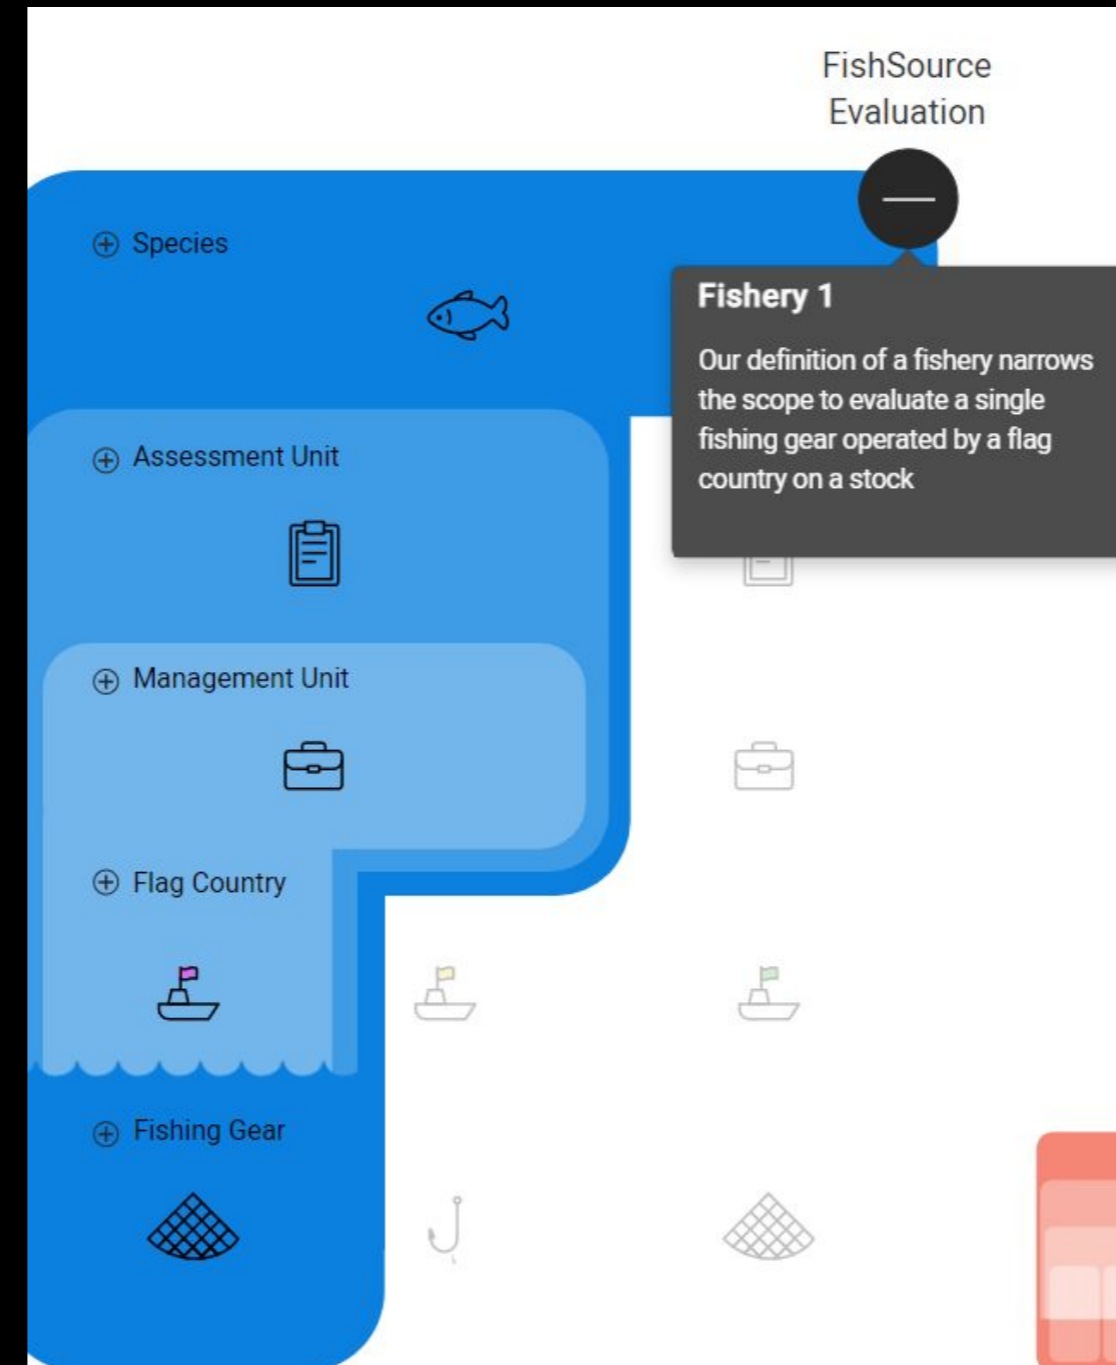 FishSource
Evaluation
Species
Fishery 1
Our definition of a fishery narrows
the scope to evaluate a single
fishing gear operated by a flag
country on a stock
Assessment Unit
Management Unit
Flag Country
Fishing Gear